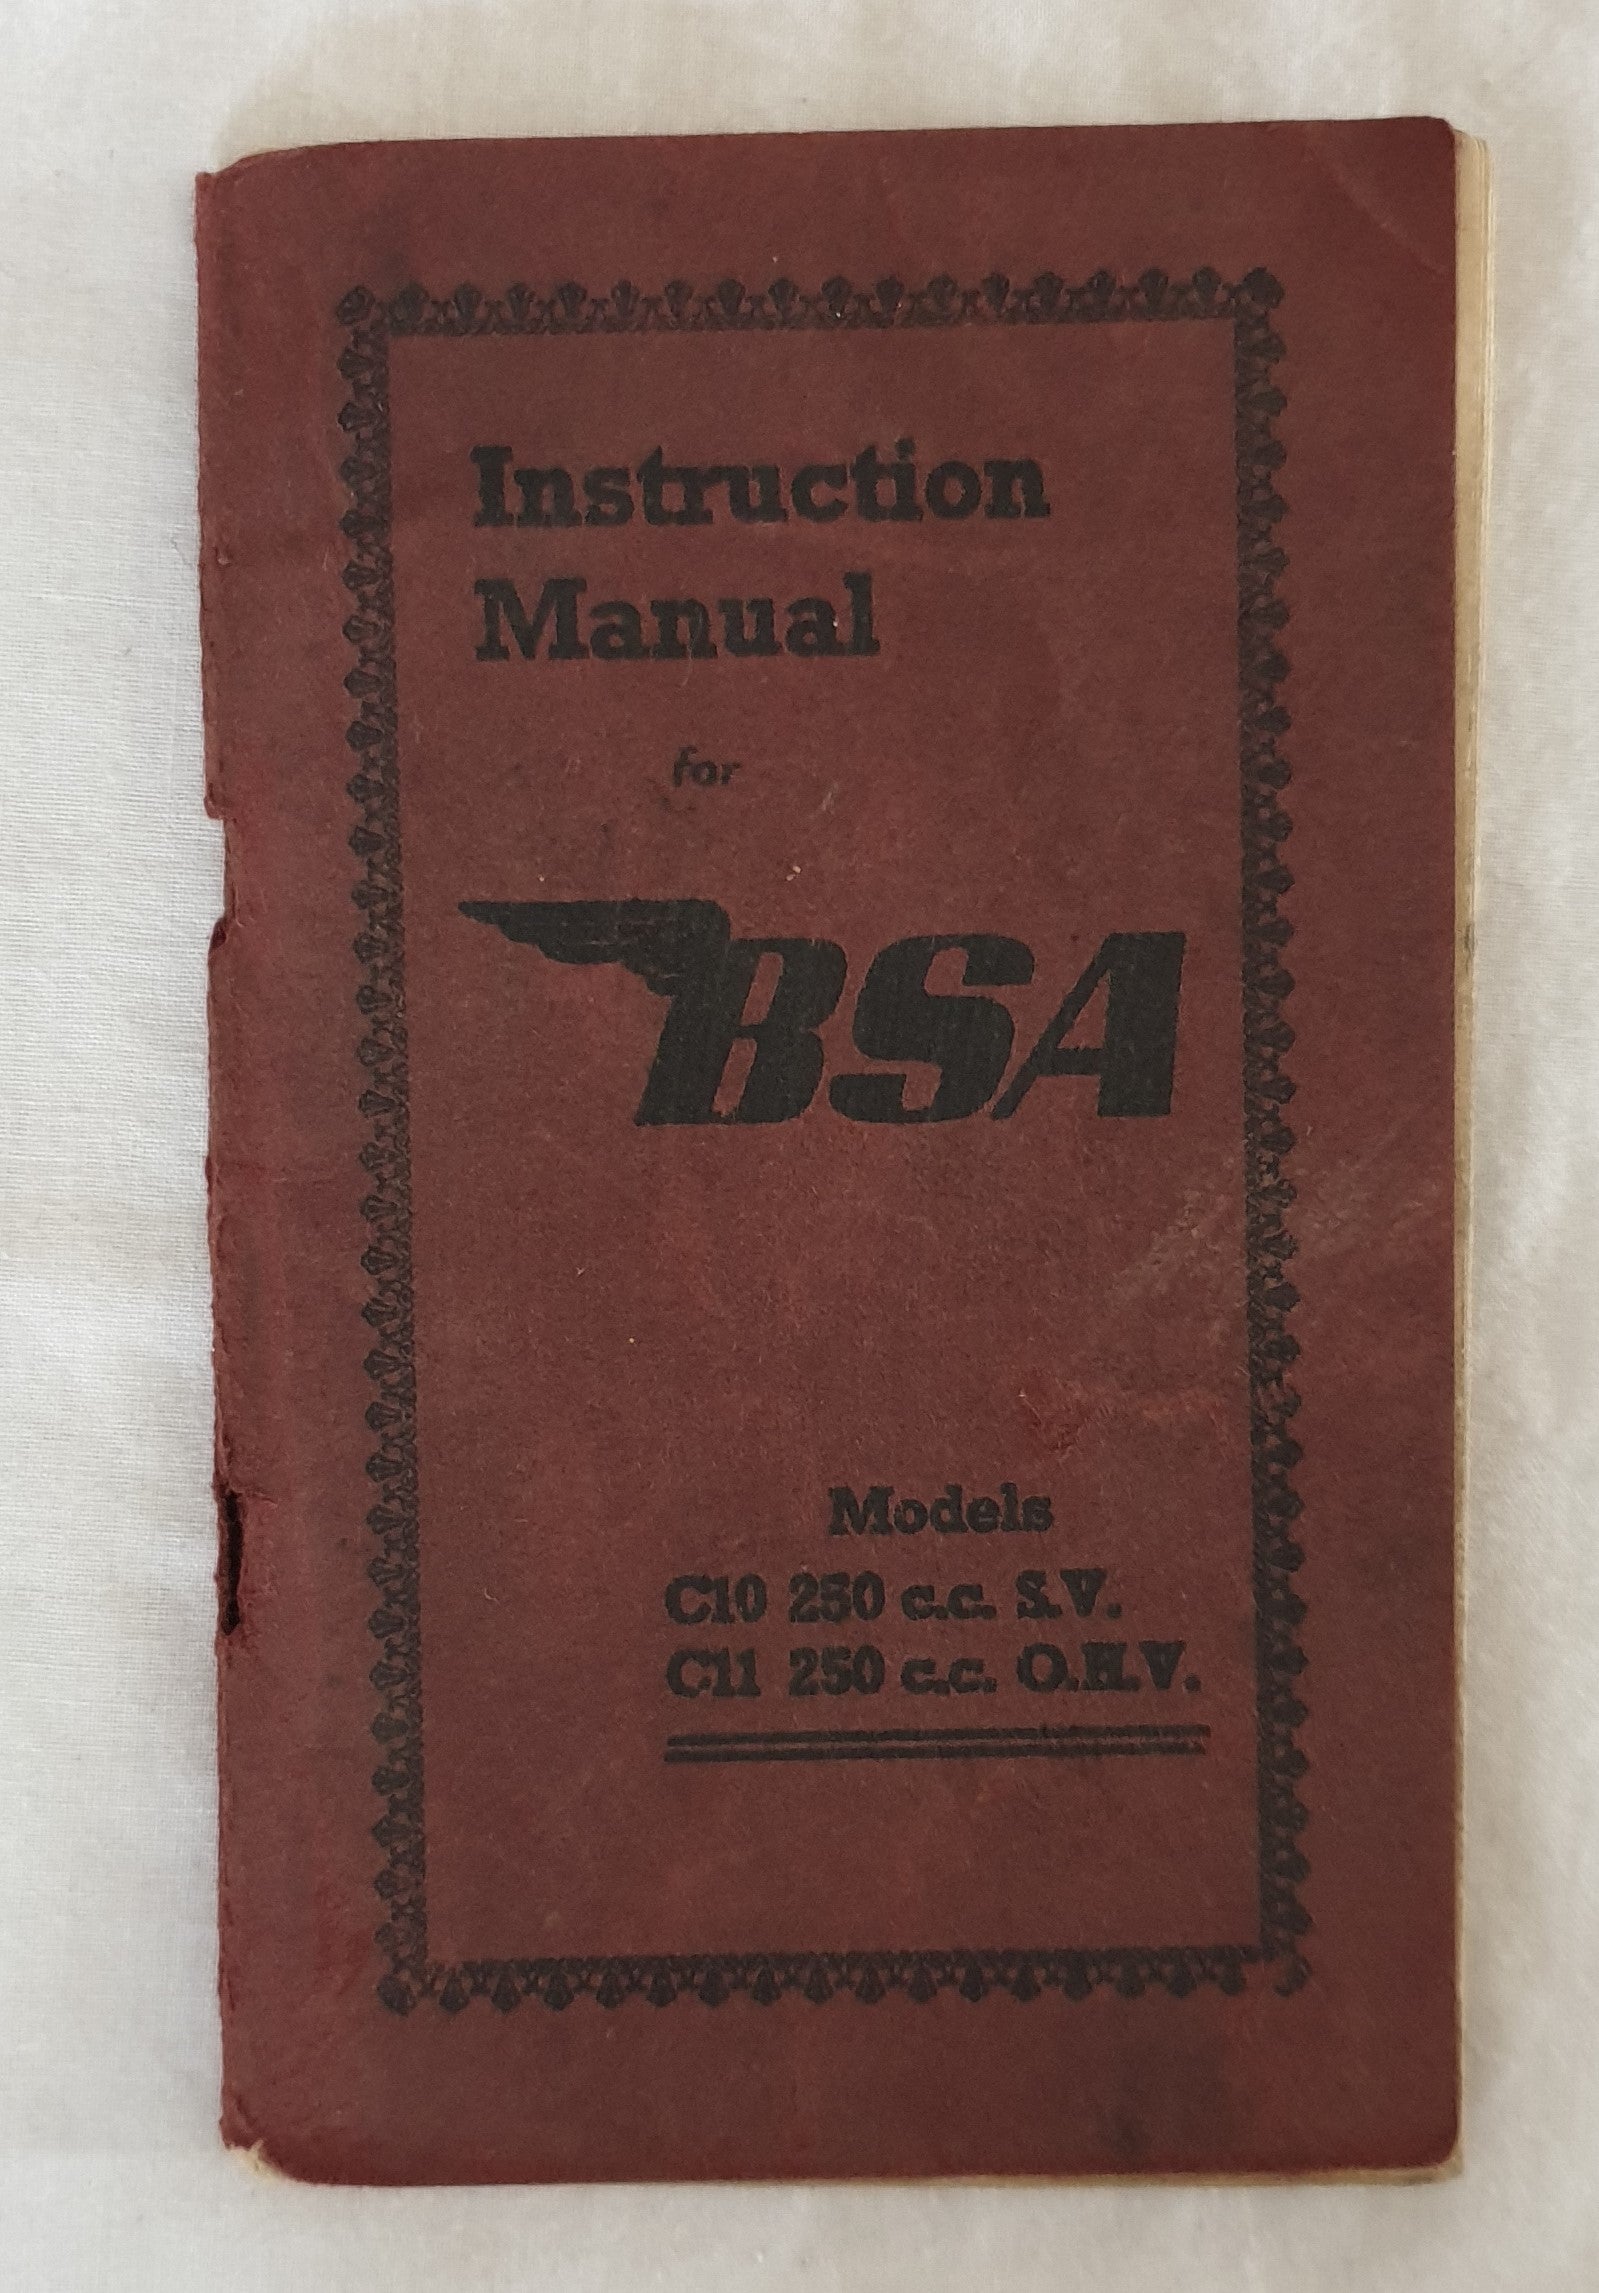 Instruction
Manual
for
BSA
Models
C10 250 c.c. S.V.
C11 250 c.c. O.H.V.